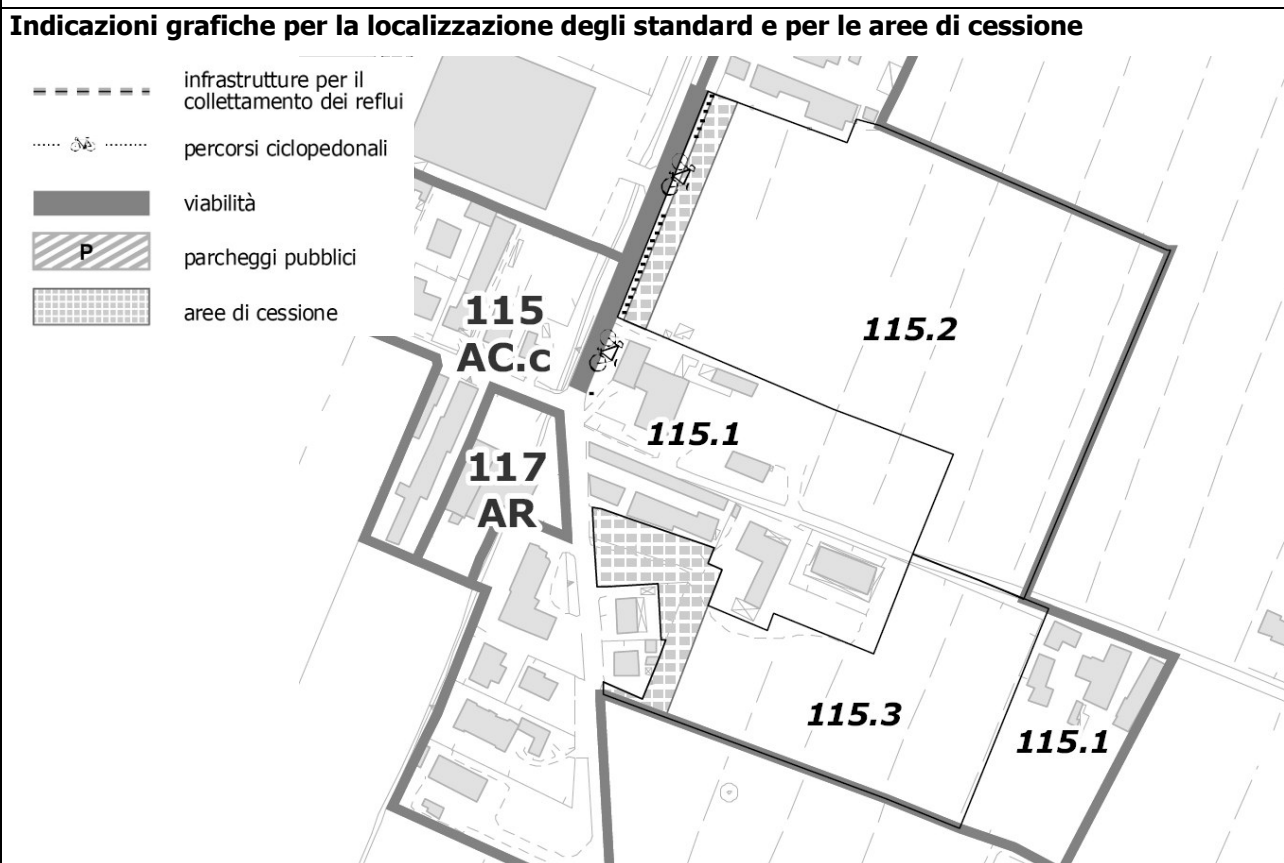 Indicazioni grafiche per la localizzazione degli standard e per le aree di cessione
infrastrutture per il
collettamento dei reflui
percorsi ciclopedonali
viabilità
P
parcheggi pubblici
aree di cessione
115
AC.c
115.2
115.1
117
AR
115.3
115.1